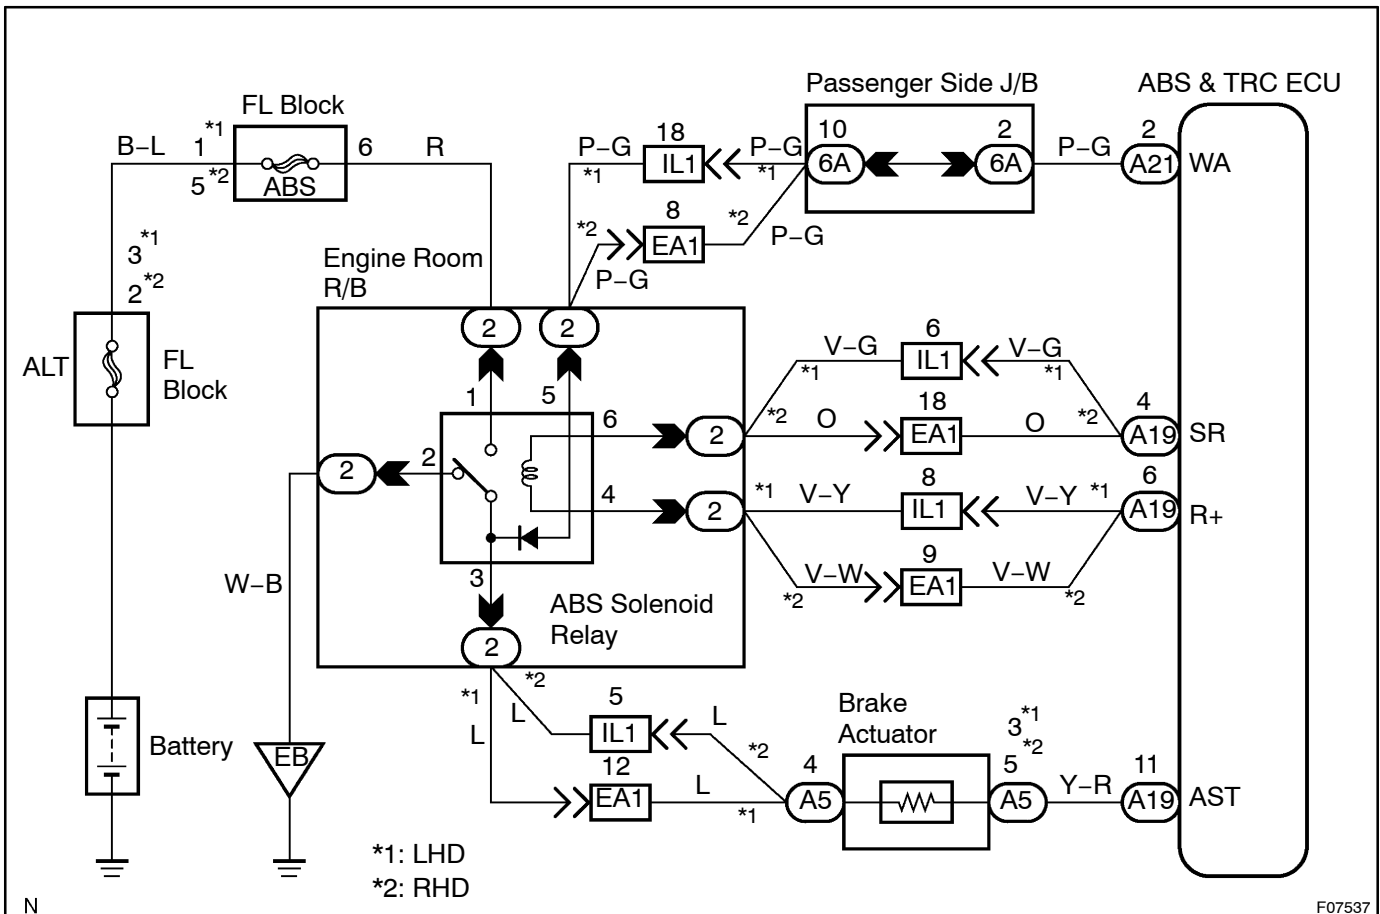 Passenger Side J/B
ABS & TRC ECU
FL Block
B–L
1 *1
5 *2
ABS
6
R
P–G
*1
18
IL1
P–G
*1
10
6A
2
6A
P–G
2
A21
WA
*2
P–G
8
EA1
*2
P–G
3 *1
2 *2
ALT
FL
Block
Engine Room
R/B
2
2
1
5
6
2
4
2
2
2
3
2
ABS Solenoid
Relay
V–G
*1
6
IL1
V–G
*1
*2
O
18
EA1
O
*2
4
A19
SR
*1
V–Y
8
IL1
V–Y
*1
6
A19
R+
V–W
*2
9
EA1
V–W
*2
W–B
EB
Battery
*1
L
*2
L
5
IL1
L
*2
12
EA1
L
*1
Brake
Actuator
4
A5
3 *1
5 *2
A5
Y–R
11
A19
AST
*1: LHD
*2: RHD
N
F07537